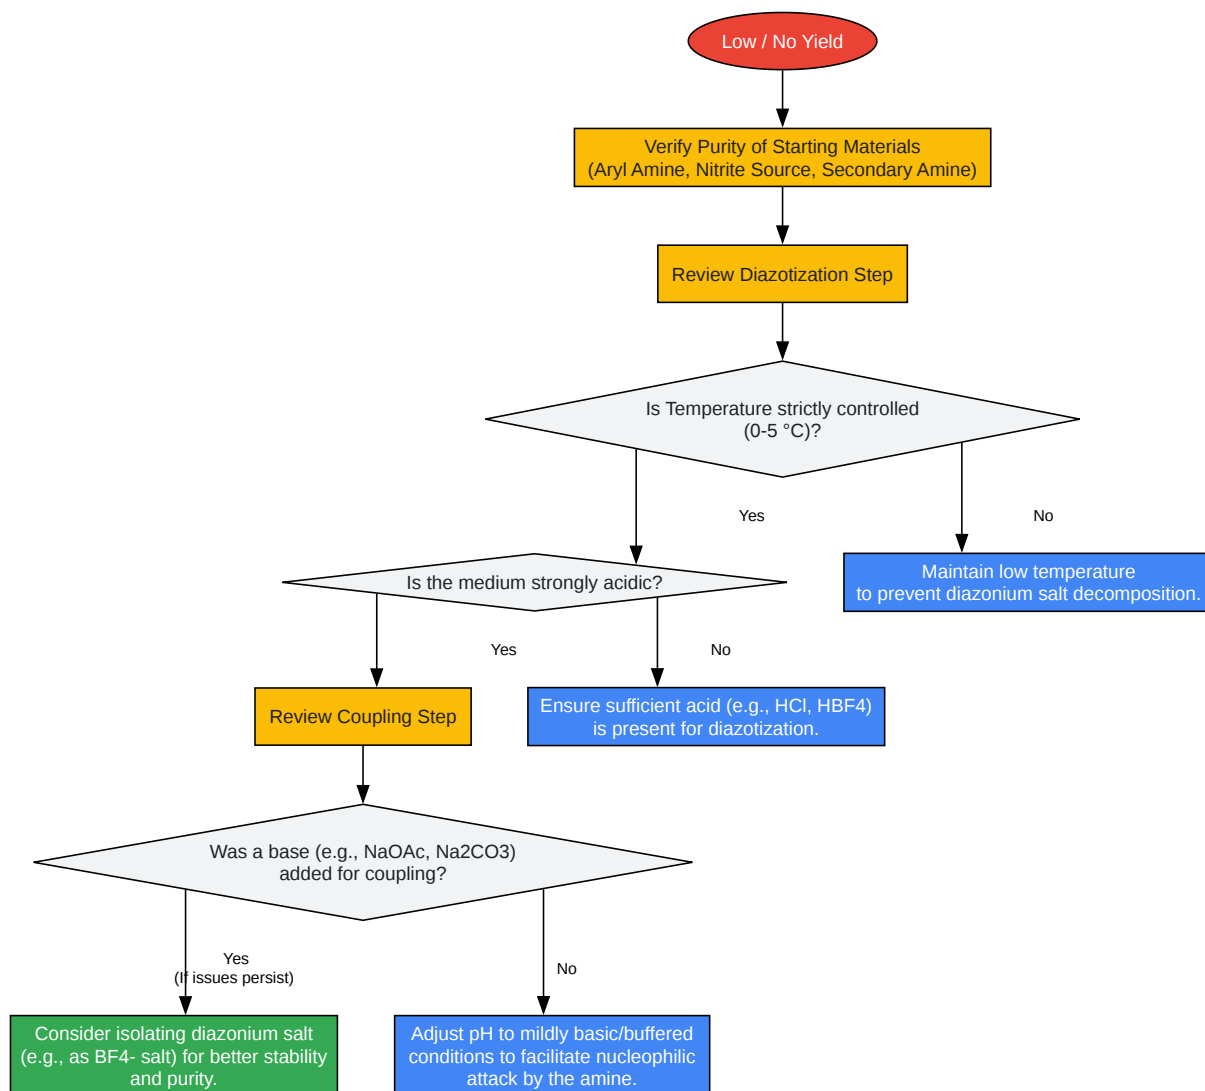 Low / No Yield
Verify Purity of Starting Materials
(Aryl Amine, Nitrite Source, Secondary Amine)
Review Diazotization Step
Is Temperature strictly controlled
(0-5 °C)?
Yes
No
Is the medium strongly acidic?
Maintain low temperature
to prevent diazonium salt decomposition.
Yes
No
Review Coupling Step
Ensure sufficient acid (e.g., HCl, HBF4)
is present for diazotization.
Was a base (e.g., NaOAc, Na2CO3)
added for coupling?
Yes
(If issues persist)
No
Consider isolating diazonium salt
(e.g., as BF4- salt) for better stability
and purity.
Adjust pH to mildly basic/buffered
conditions to facilitate nucleophilic
attack by the amine.